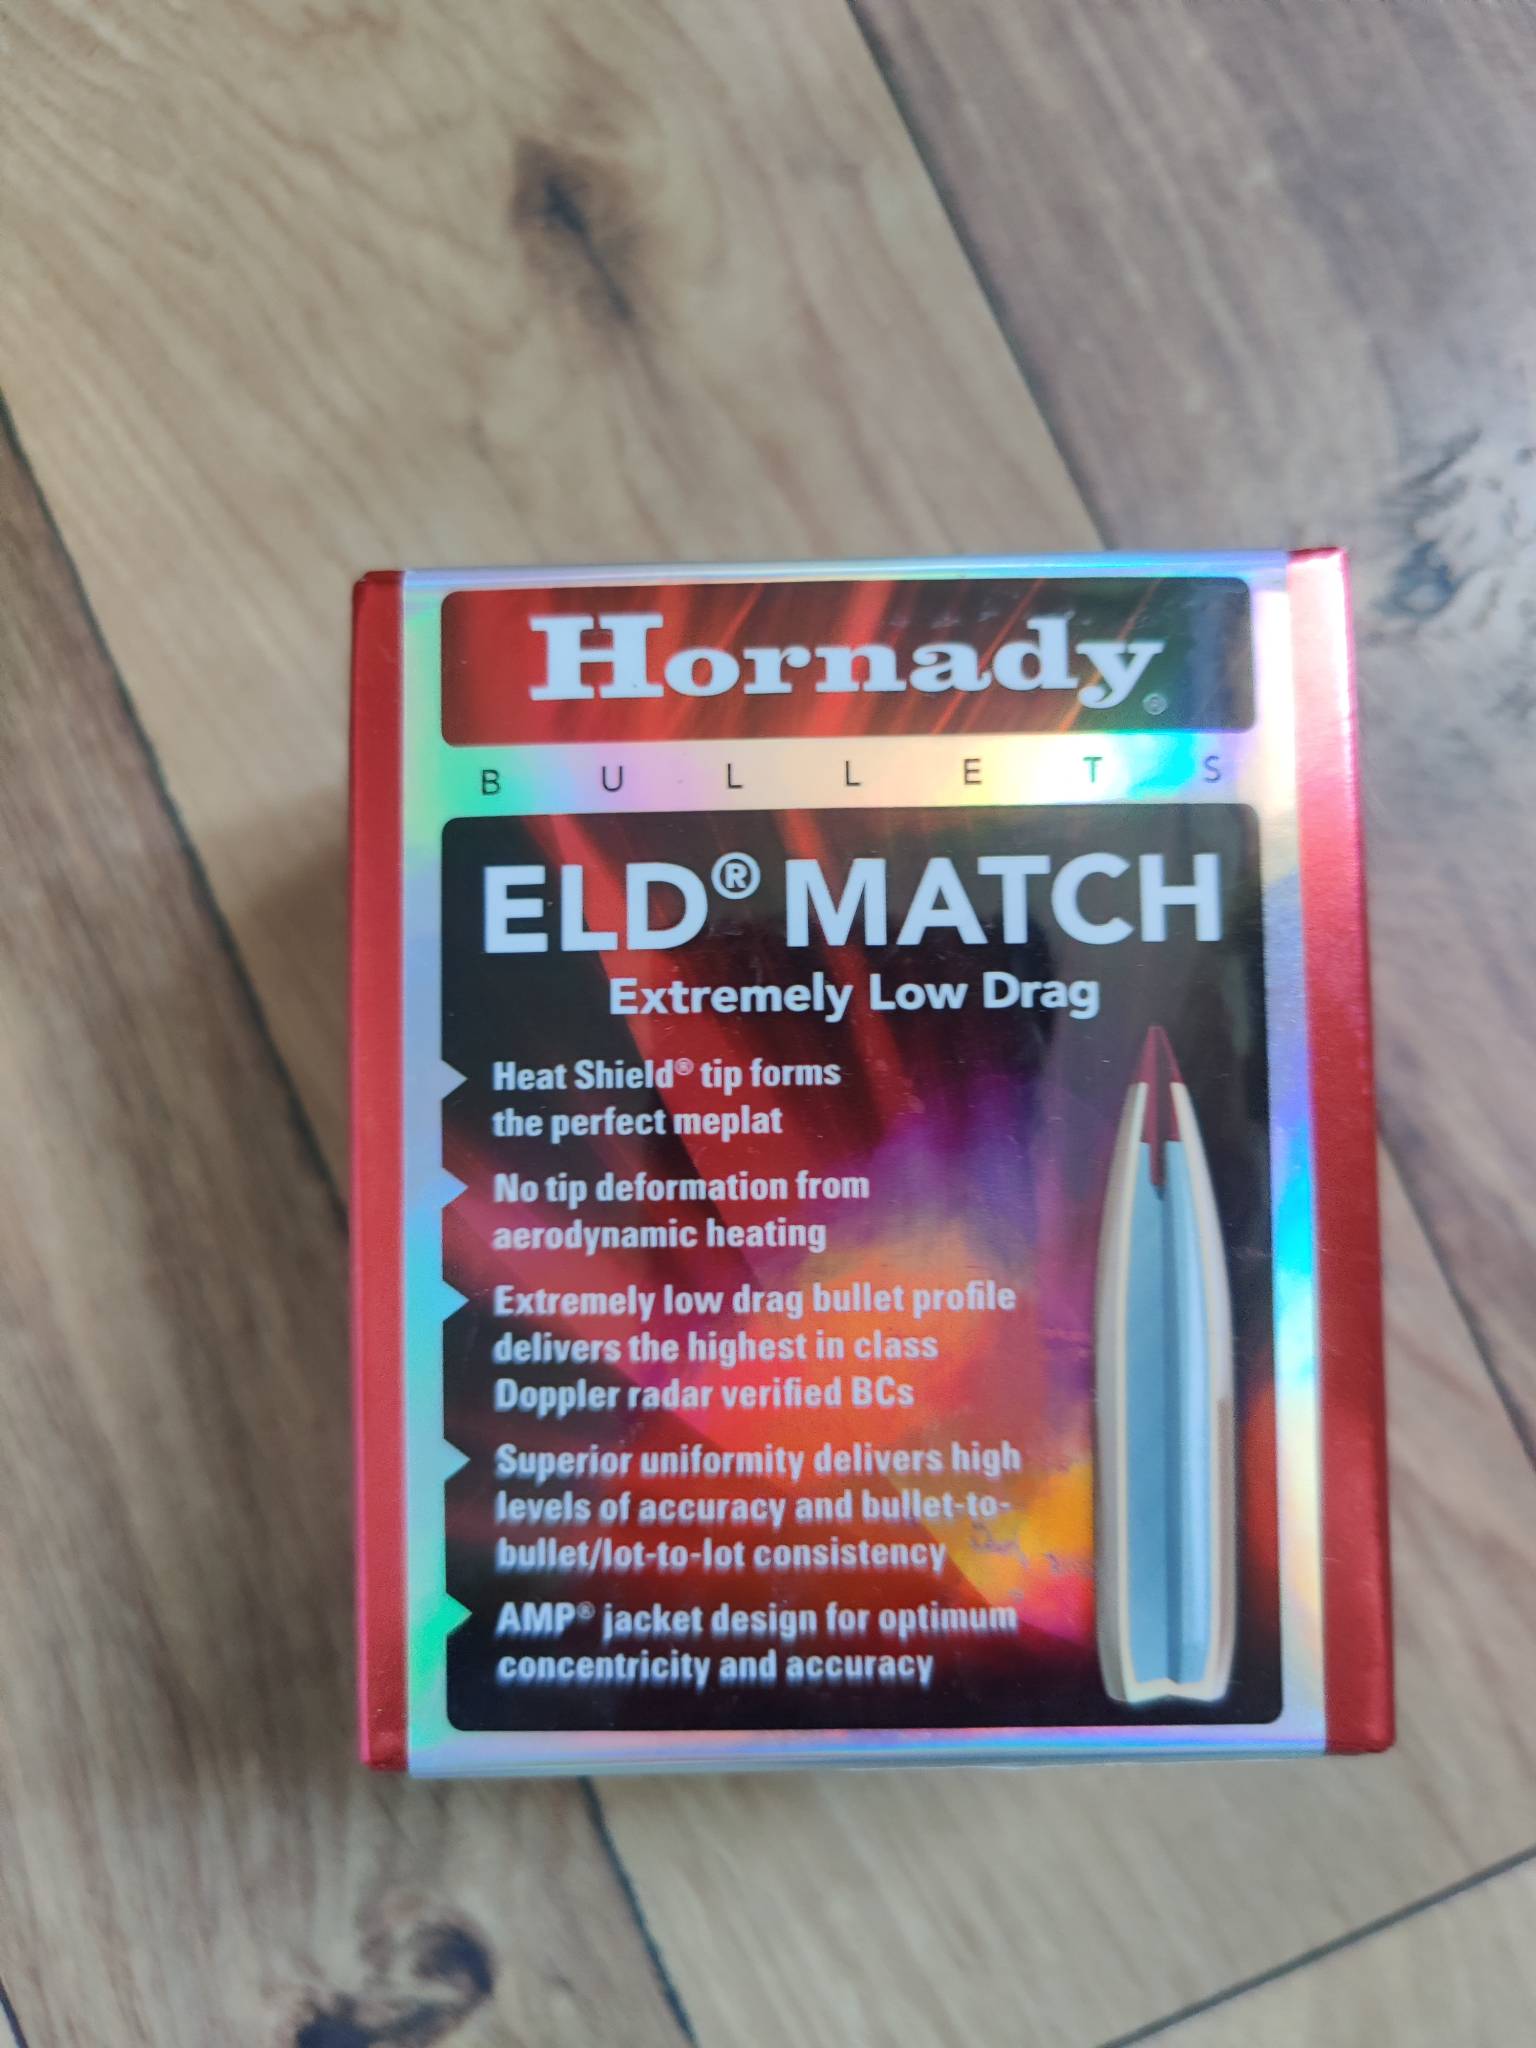 Hornady®
BULLETS
ELD® MATCH
Extremely Low Drag
Heat Shield® tip forms
the perfect meplat
No tip deformation from
aerodynamic heating
Extremely low drag bullet profile
delivers the highest in class
Doppler radar verified BCs
Superior uniformity delivers high
levels of accuracy and bullet-to-
bullet/lot-to-lot consistency
AMP® jacket design for optimum
concentricity and accuracy